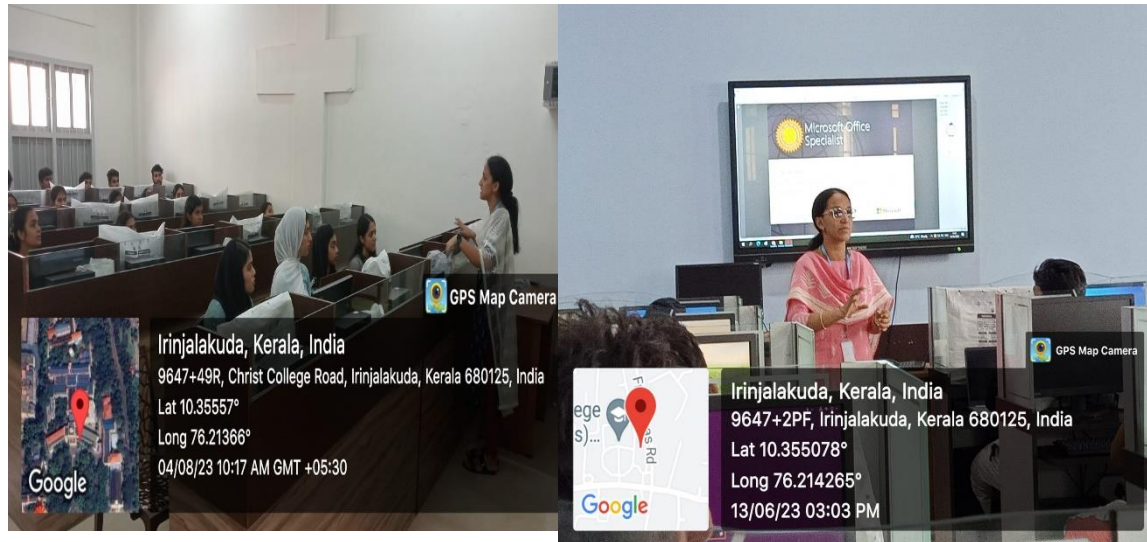 GPS Map Camera
Irinjalakuda, Kerala, India
9647+49R, Christ College Road, Irinjalakuda, Kerala 680125, India
Lat 10.35557°
Long 76.21366°
04/08/23 10:17 AM GMT +05:30
Google
Microsoft Office
Specialist
GPS Map Camera
Irinjalakuda, Kerala, India
9647+2PF, Irinjalakuda, Kerala 680125, India
Lat 10.355078°
Long 76.214265°
13/06/23 03:03 PM
ege
s)...
Google